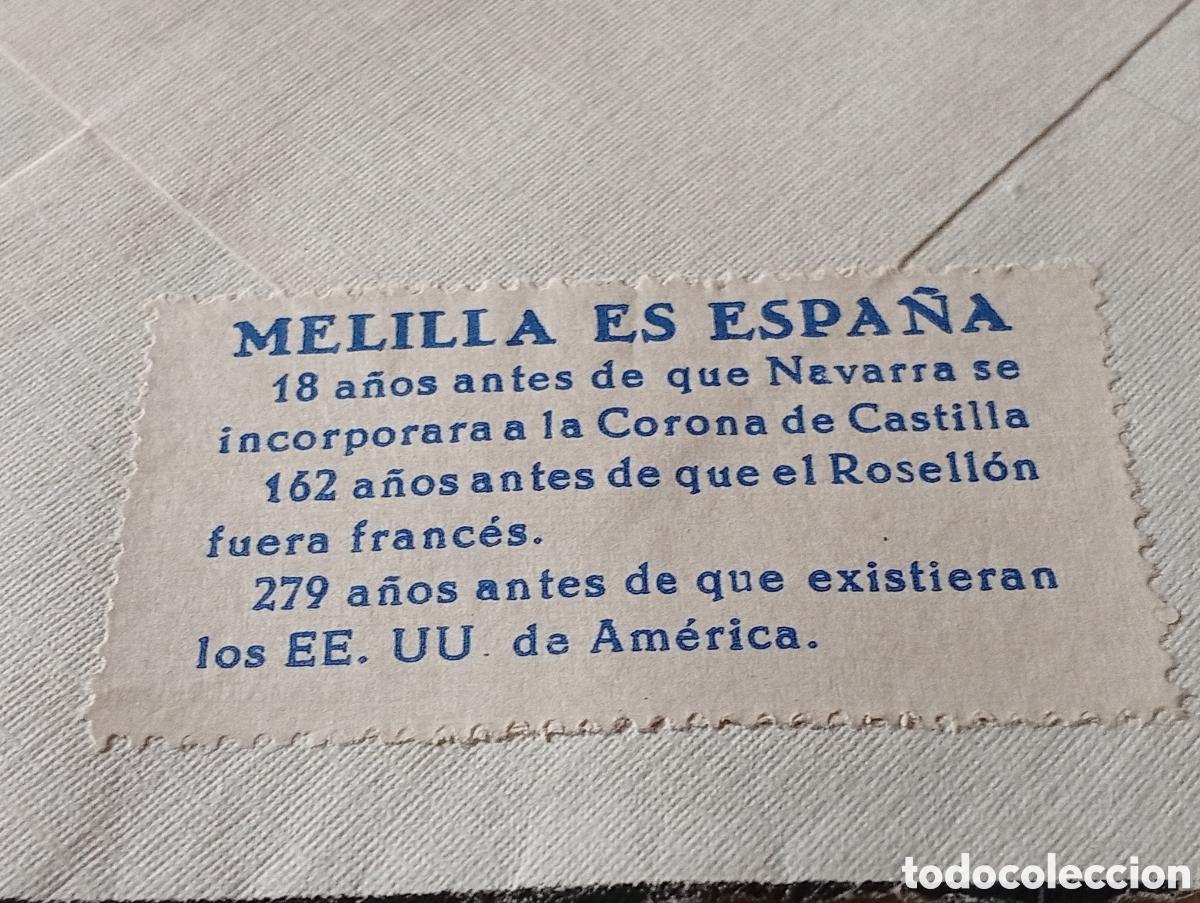 MELILLA ES ESPAÑA
18 años antes de que Navarra se
incorporara a la Corona de Castilla
162 años antes de que el Rosellón
fuera francés.
279 años antes de que existieran
los EE. UU. de América.
todocoleccion